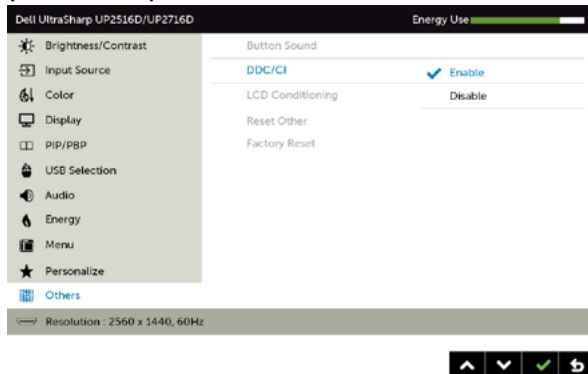 Dell UltraSharp UP2516D/UP2716D Energy Use
Brightness/Contrast Button Sound
Input Source DDC/CI Enable
Color LCD Conditioning Disable
Display Reset Other
PIP/PBP Factory Reset
USB Selection
Audio
Energy
Menu
Personalize
Others
Resolution : 2560 x 1440, 60Hz